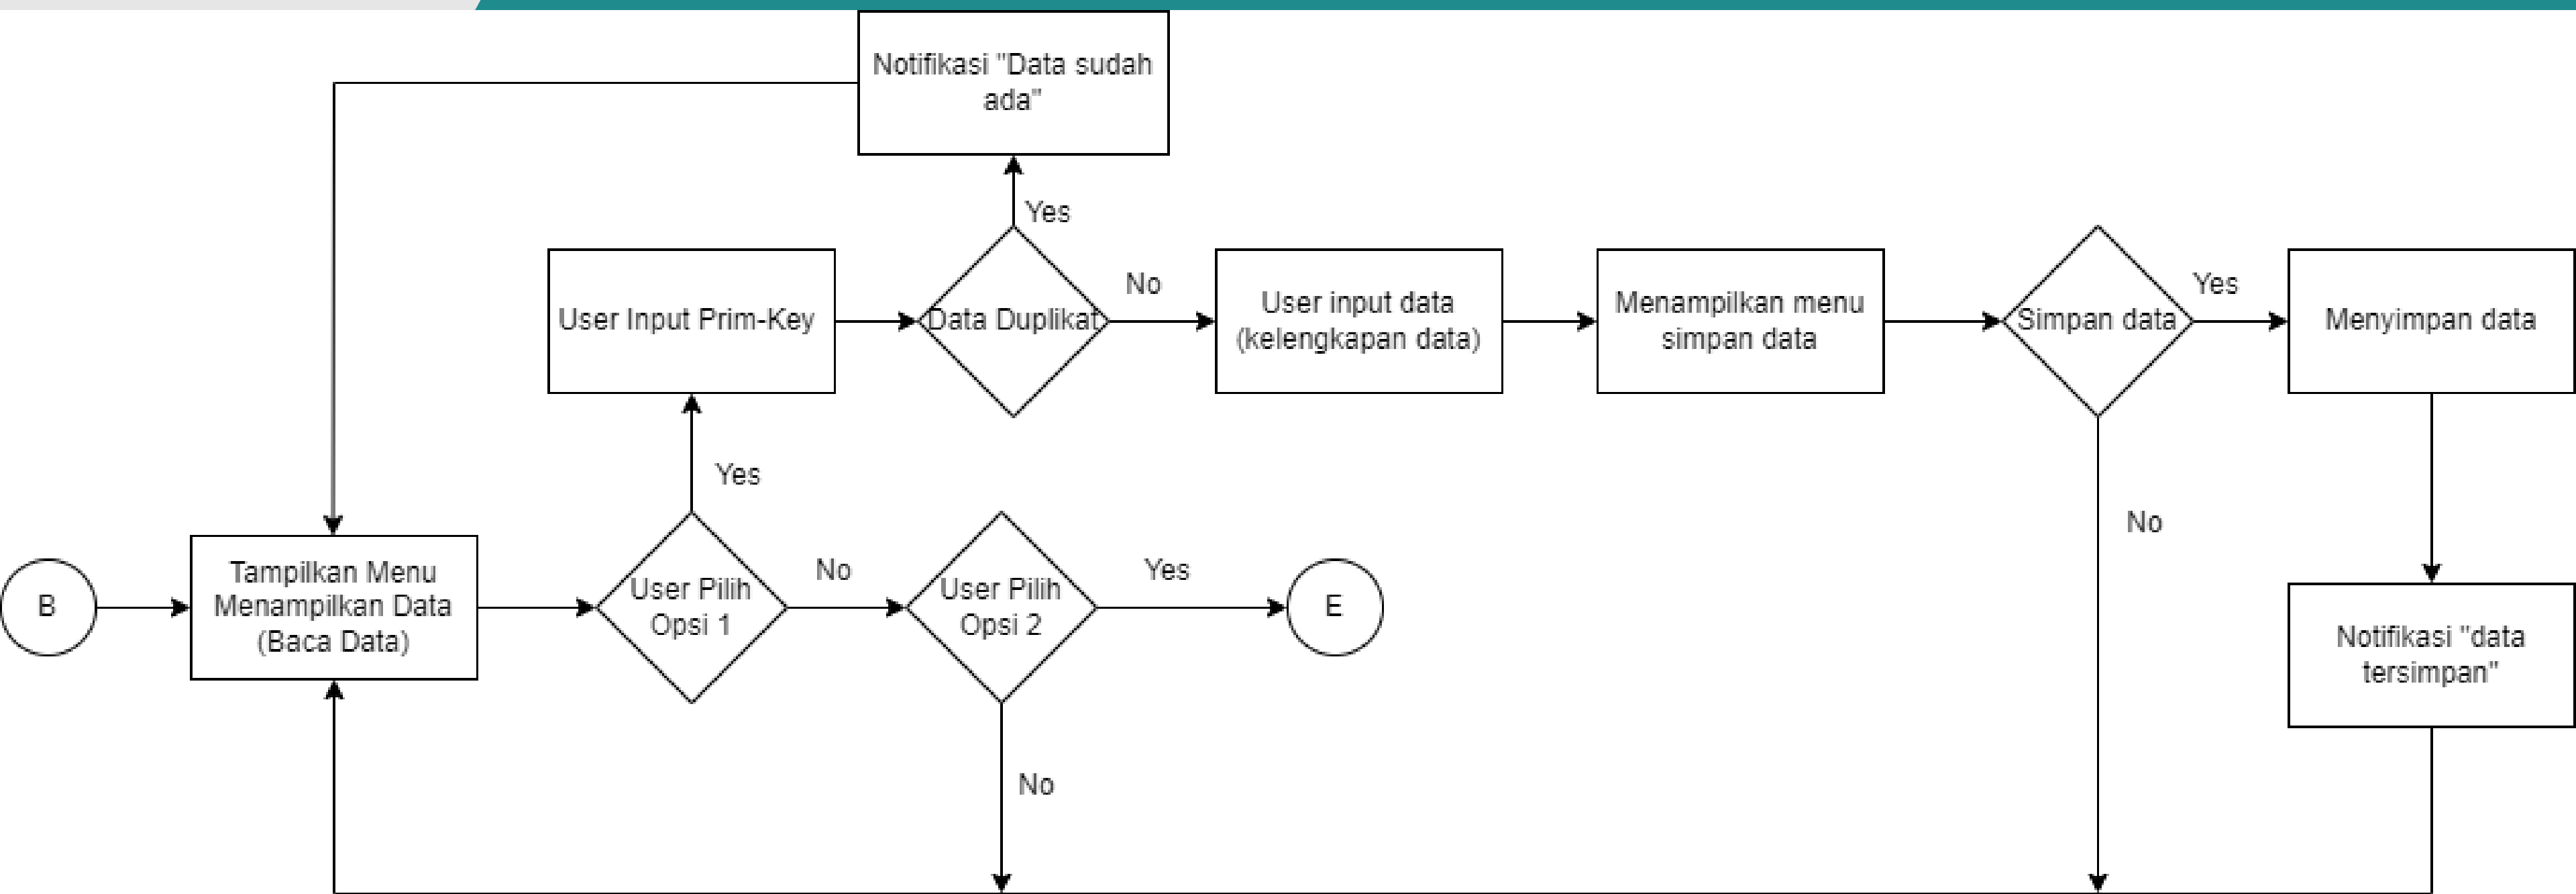 Notifikasi "Data sudah
ada"
Yes
User Input Prim-Key
Data Duplikat
No
User input data
(kelengkapan data)
Menampilkan menu
simpan data
Simpan data
Yes
Menyimpan data
Yes
No
B
Tampilkan Menu
Menampilkan Data
(Baca Data)
User Pilih
Opsi 1
No
User Pilih
Opsi 2
Yes
E
Notifikasi "data
tersimpan"
No